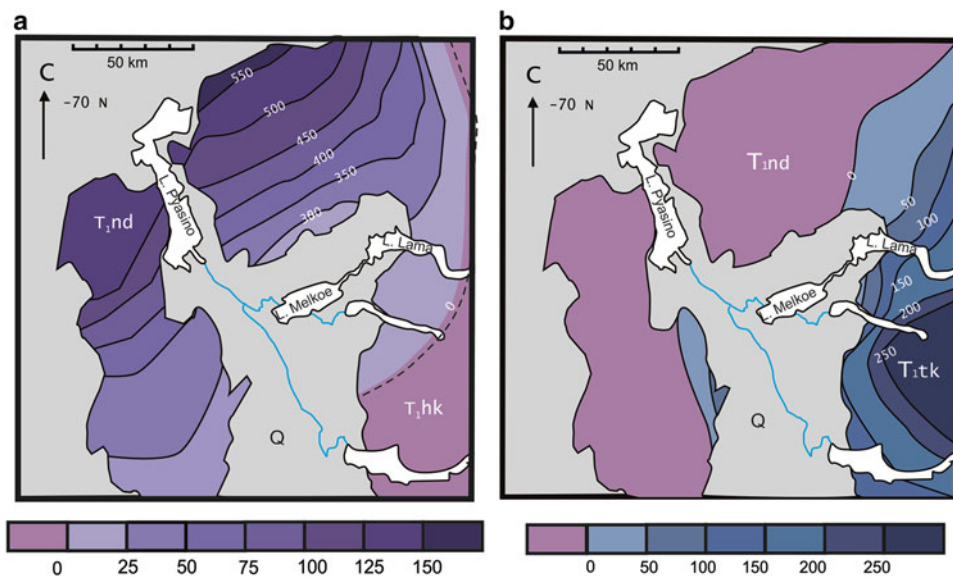 a
50 km
C
-70 N
550
500
450
400
350
380
L. Pyasino
T₁nd
L. Lama
L. Melkoe
0
T₁hk
Q
0 25 50 75 100 125 150
b
50 km
C
-70 N
T₁nd
0
50
100
L. Pyasino
L. Lama
150
L. Melkoe
200
250
T₁tk
Q
0 50 100 150 200 250